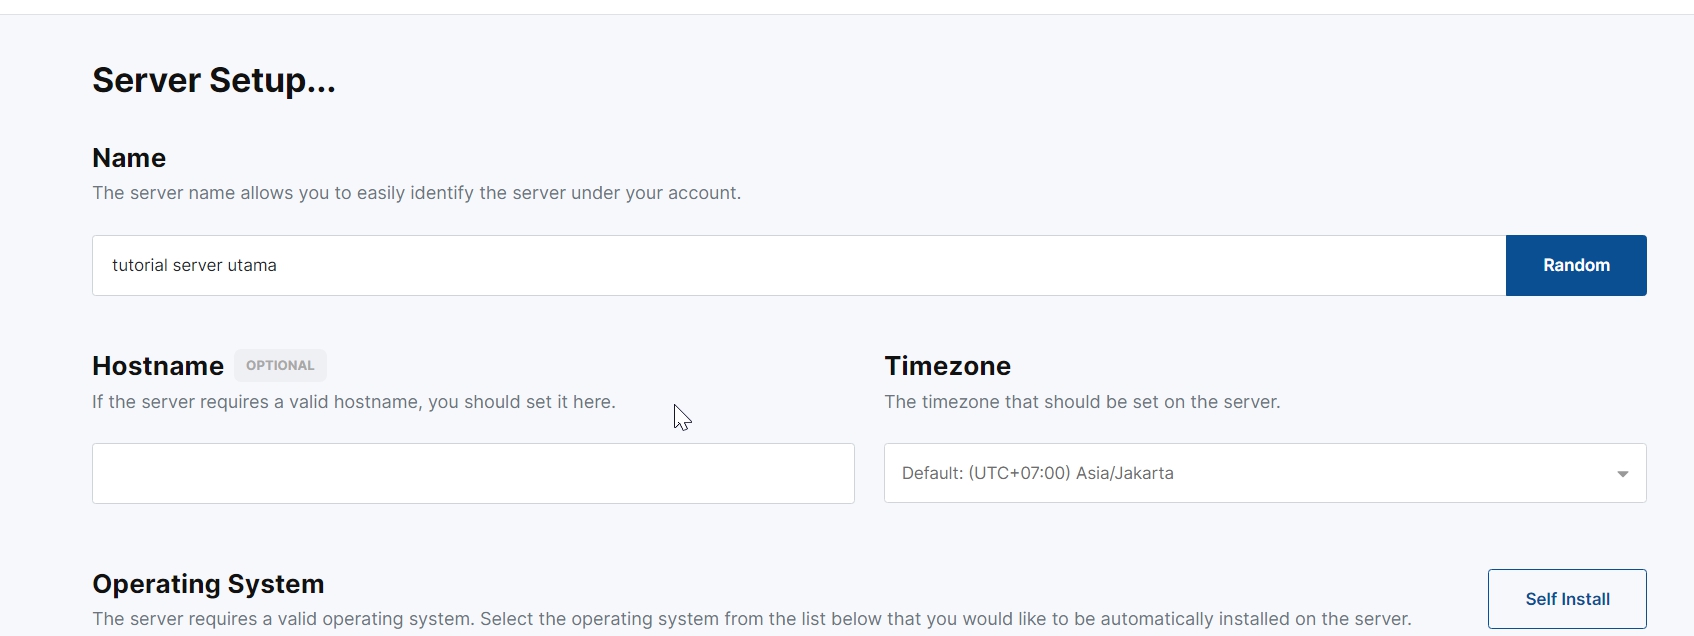 Server Setup...
Name
The server name allows you to easily identify the server under your account.
tutorial server utama
Random
Hostname OPTIONAL
If the server requires a valid hostname, you should set it here.
Timezone
The timezone that should be set on the server.
Default: (UTC+07:00) Asia/Jakarta
Operating System
The server requires a valid operating system. Select the operating system from the list below that you would like to be automatically installed on the server.
Self Install